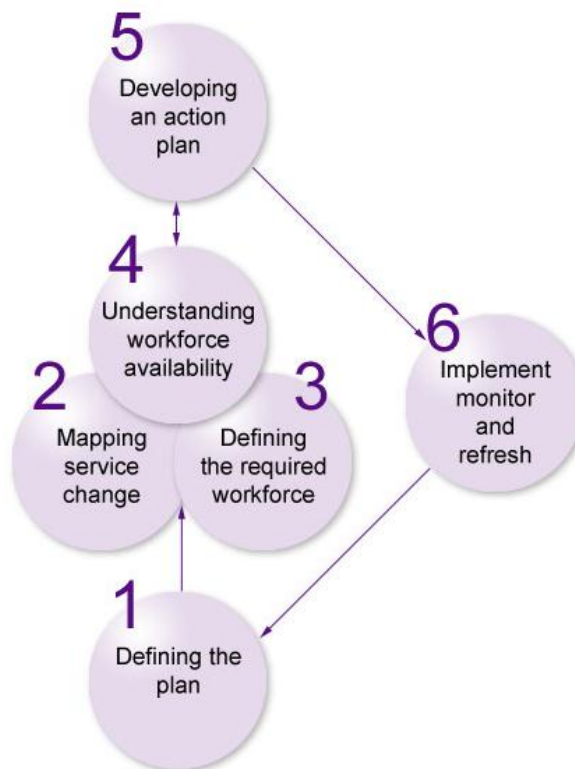 5
Developing
an action
plan
4
Understanding
workforce
availability
6
Implement
monitor
and
refresh
2
Mapping
service
change
3
Defining
the required
workforce
1
Defining the
plan